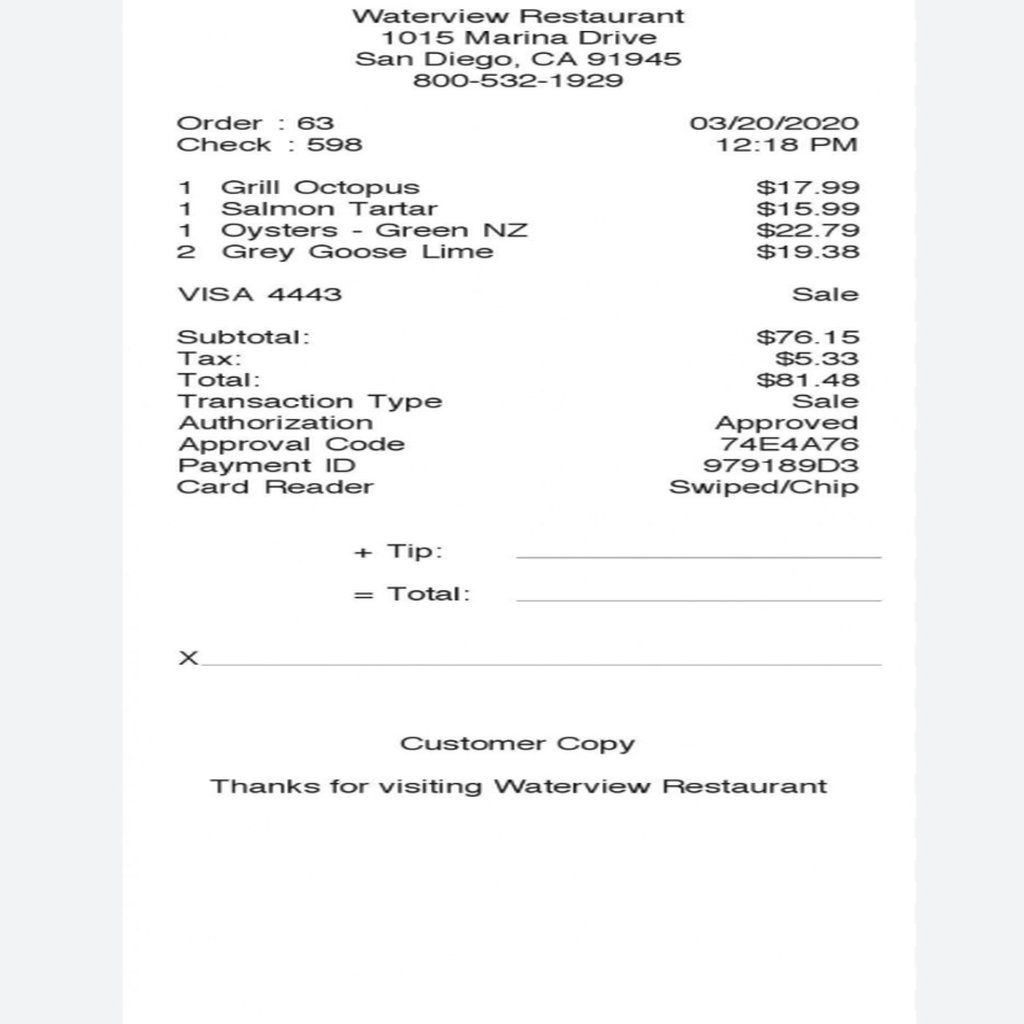 Waterview Restaurant
1015 Marina Drive
San Diego, CA 91945
800-532-1929
Order : 63 03/20/2020
Check : 598 12:18 PM
1 Grill Octopus $17.99
1 Salmon Tartar $15.99
1 Oysters - Green NZ $22.79
2 Grey Goose Lime $19.38
VISA 4443 Sale
Subtotal: $76.15
Tax: $5.33
Total: $81.48
Transaction Type Sale
Authorization Approved
Approval Code 74E4A76
Payment ID 979189D3
Card Reader Swiped/Chip
+ Tip:
= Total:
X
Customer Copy
Thanks for visiting Waterview Restaurant